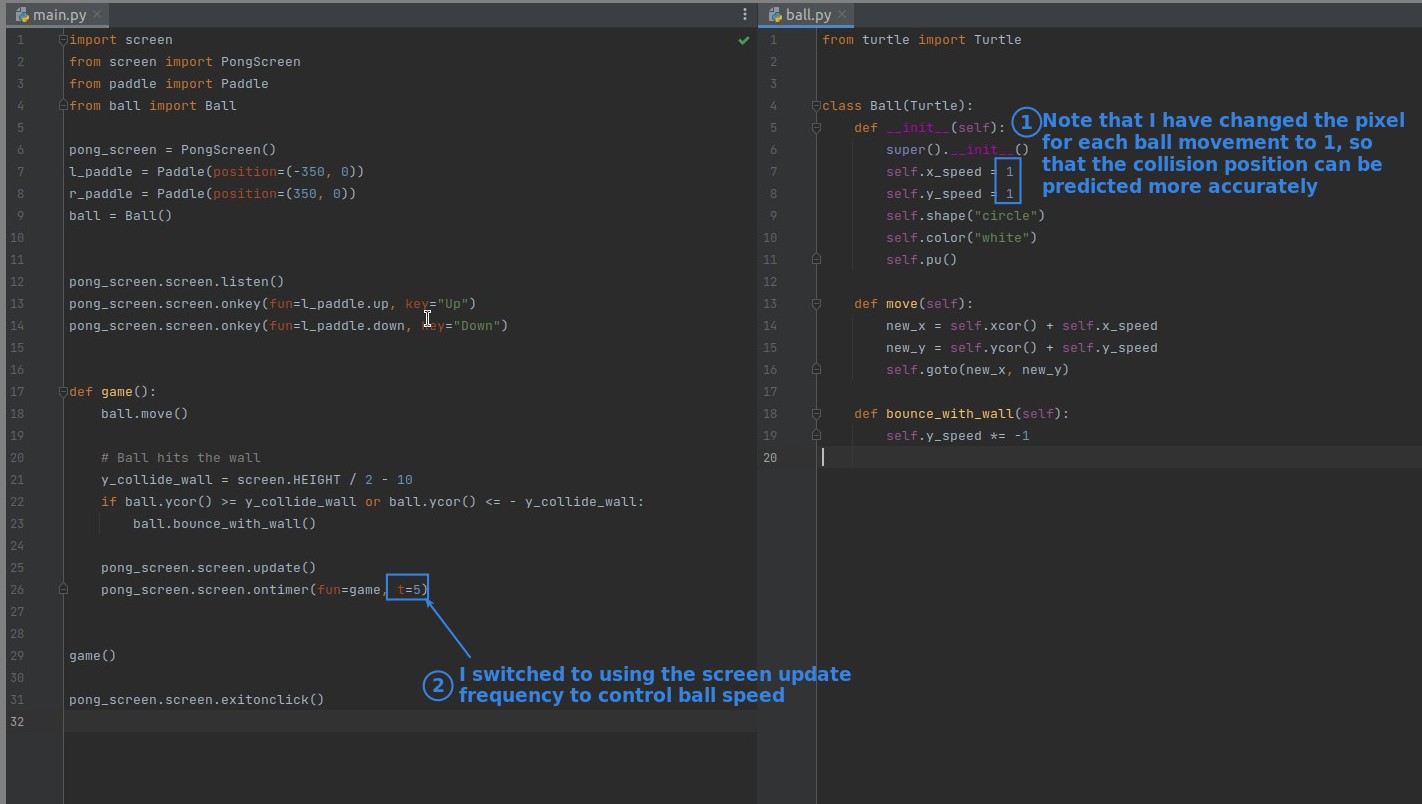 main.py
1 import screen
2 from screen import PongScreen
3 from paddle import Paddle
4 from ball import Ball
5
6 pong_screen = PongScreen()
7 l_paddle = Paddle(position=(-350, 0))
8 r_paddle = Paddle(position=(350, 0))
9 ball = Ball()
10
11
12 pong_screen.screen.listen()
13 pong_screen.screen.onkey(fun=l_paddle.up, key="Up")
14 pong_screen.screen.onkey(fun=l_paddle.down, key="Down")
15
16
17 def game():
18     ball.move()
19
20     # Ball hits the wall
21     y_collide_wall = screen.HEIGHT / 2 - 10
22     if ball.ycor() >= y_collide_wall or ball.ycor() <= - y_collide_wall:
23         ball.bounce_with_wall()
24
25     pong_screen.screen.update()
26     pong_screen.screen.ontimer(fun=game, t=5)
27
28
29 game()
30
31 pong_screen.screen.exitonclick()
32
2 I switched to using the screen update
frequency to control ball speed
ball.py
1 from turtle import Turtle
2
3
4 class Ball(Turtle):
5     def __init__(self):
6         super().__init__()
7         self.x_speed = 1
8         self.y_speed = 1
9         self.shape("circle")
10         self.color("white")
11         self.pu()
12
13     def move(self):
14         new_x = self.xcor() + self.x_speed
15         new_y = self.ycor() + self.y_speed
16         self.goto(new_x, new_y)
17
18     def bounce_with_wall(self):
19         self.y_speed *= -1
20
1 Note that I have changed the pixel
for each ball movement to 1, so
that the collision position can be
predicted more accurately